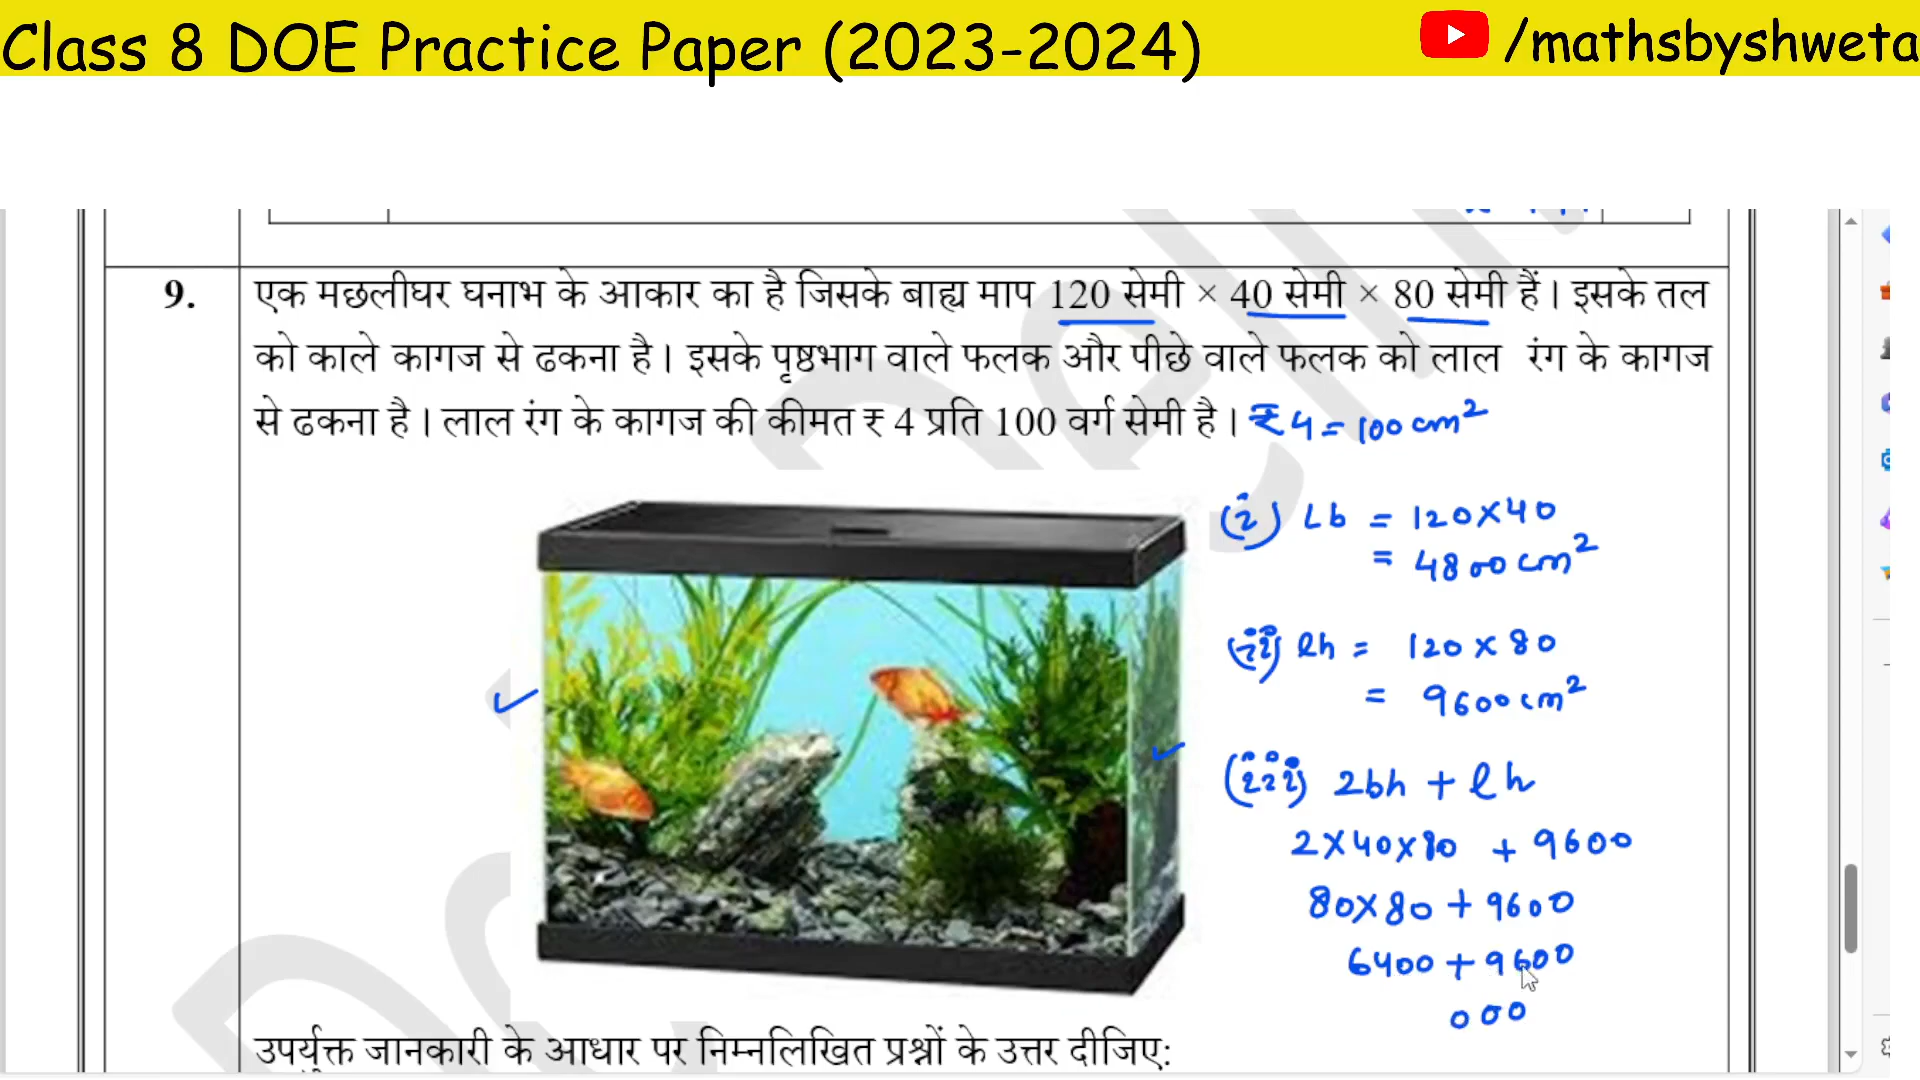 Class 8 DOE Practice Paper (2023-2024)
/mathsbyshweta
9. एक मछलीघर घनाभ के आकार का है जिसके बाह्य माप 120 सेमी × 40 सेमी × 80 सेमी हैं। इसके तल
को काले कागज से ढकना है। इसके पृष्ठभाग वाले फलक और पीछे वाले फलक को लाल रंग के कागज
से ढकना है। लाल रंग के कागज की कीमत ₹ 4 प्रति 100 वर्ग सेमी है। ₹ 4 = 100 cm²
(i) Lb = 120×40
= 4800 cm²
(ii) lh = 120 × 80
= 9600 cm²
(iii) 2bh + lh
2×40×80 + 9600
80×80 + 9600
6400 + 9600
000
उपर्युक्त जानकारी के आधार पर निम्नलिखित प्रश्नों के उत्तर दीजिए: